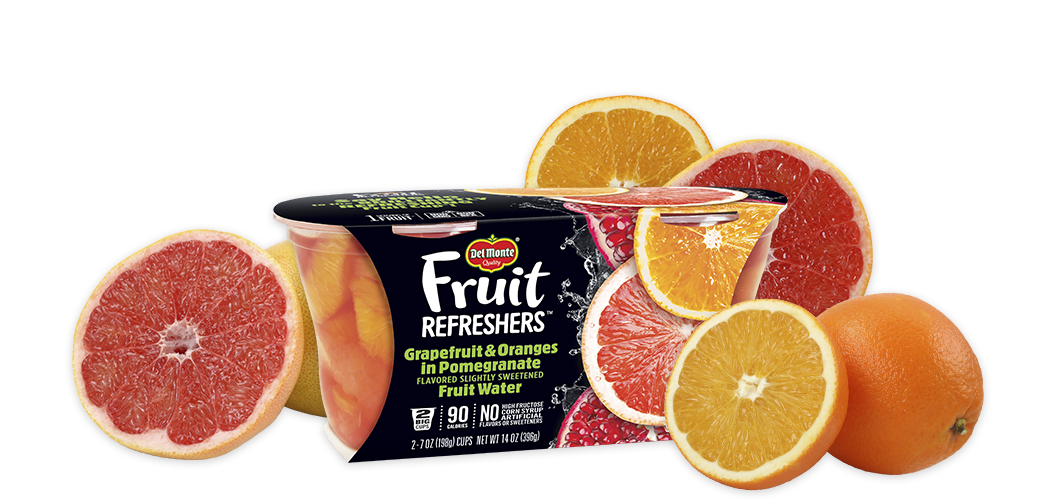 Del Monte®
Quality
Fruit
REFRESHERS™
Grapefruit & Oranges
in Pomegranate
FLAVORED SLIGHTLY SWEETENED
Fruit Water
2 BIG CUPS
90 CALORIES
NO HIGH FRUCTOSE CORN SYRUP ARTIFICIAL FLAVORS OR SWEETENERS
2-7 OZ (198g) CUPS NET WT 14 OZ (396g)